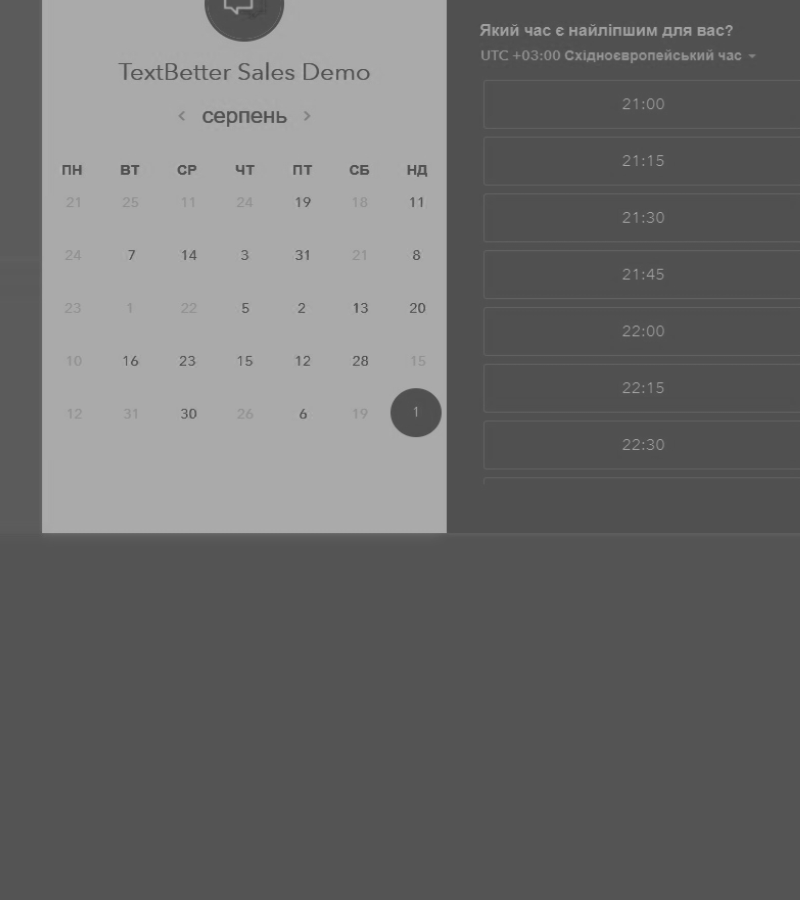 TextBetter Sales Demo
< серпень >
ПН ВТ СР ЧТ ПТ СБ НД
21 25 11 24 19 18 11
24 7 14 3 31 21 8
23 1 22 5 2 13 20
10 16 23 15 12 28 15
12 31 30 26 6 19 1
Який час є найліпшим для вас?
UTC +03:00 Східноєвропейський час
21:00
21:15
21:30
21:45
22:00
22:15
22:30